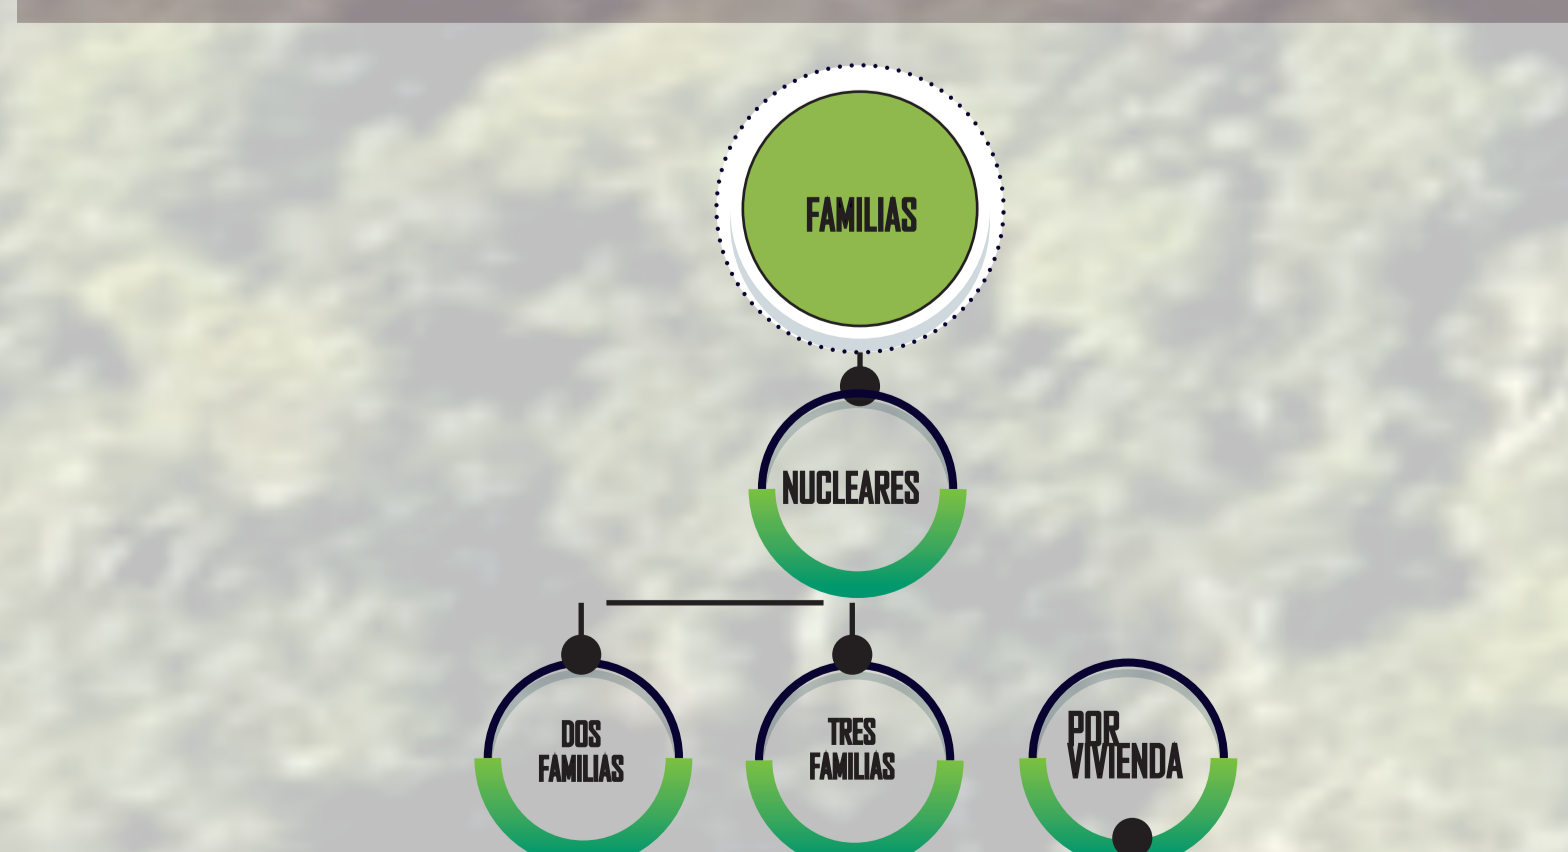 FAMILIAS
NUCLEARES
DOS
FAMILIAS
TRES
FAMILIAS
POR
VIVIENDA